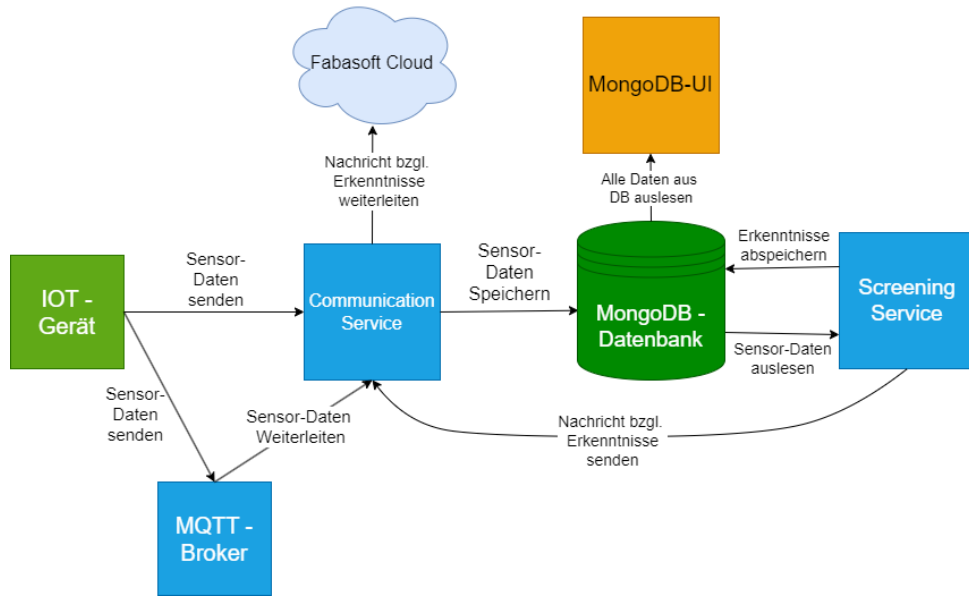 Fabasoft Cloud
MongoDB-UI
Nachricht bzgl.
Erkenntnisse
weiterleiten
Alle Daten aus
DB auslesen
IOT -
Gerät
Sensor-
Daten
senden
Communication
Service
Sensor-
Daten
Speichern
MongoDB -
Datenbank
Erkenntnisse
abspeichern
Screening
Service
Sensor-Daten
auslesen
Sensor-
Daten
senden
Sensor-Daten
Weiterleiten
Nachricht bzgl.
Erkenntnisse
senden
MQTT -
Broker